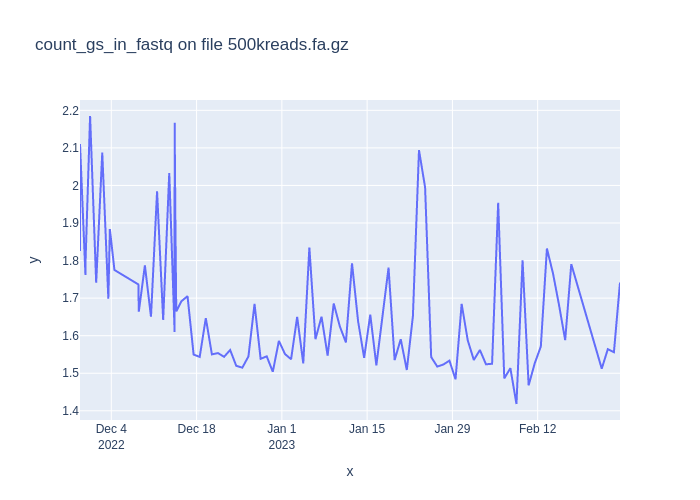 count_gs_in_fastq on file 500kreads.fa.gz
2.2
2.1
2
1.9
1.8
1.7
1.6
1.5
1.4
y
Dec 4
2022
Dec 18
Jan 1
2023
Jan 15
Jan 29
Feb 12
x